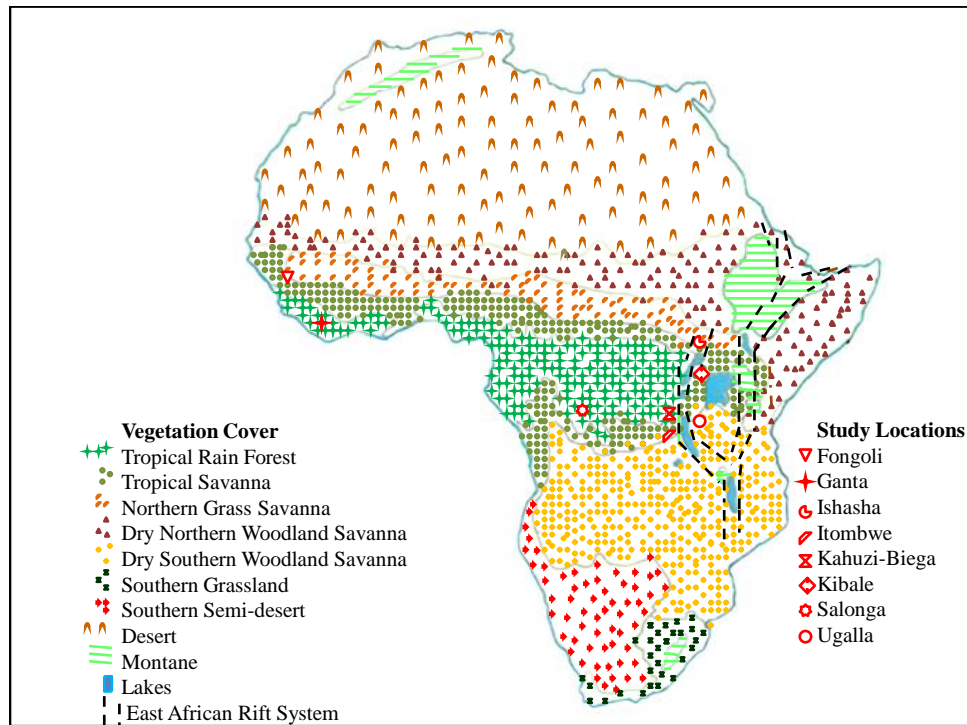 Vegetation Cover
Tropical Rain Forest
Tropical Savanna
Northern Grass Savanna
Dry Northern Woodland Savanna
Dry Southern Woodland Savanna
Southern Grassland
Southern Semi-desert
Desert
Montane
Lakes
East African Rift System
Study Locations
Fongoli
Ganta
Ishasha
Itombwe
Kahuzi-Biega
Kibale
Salonga
Ugalla